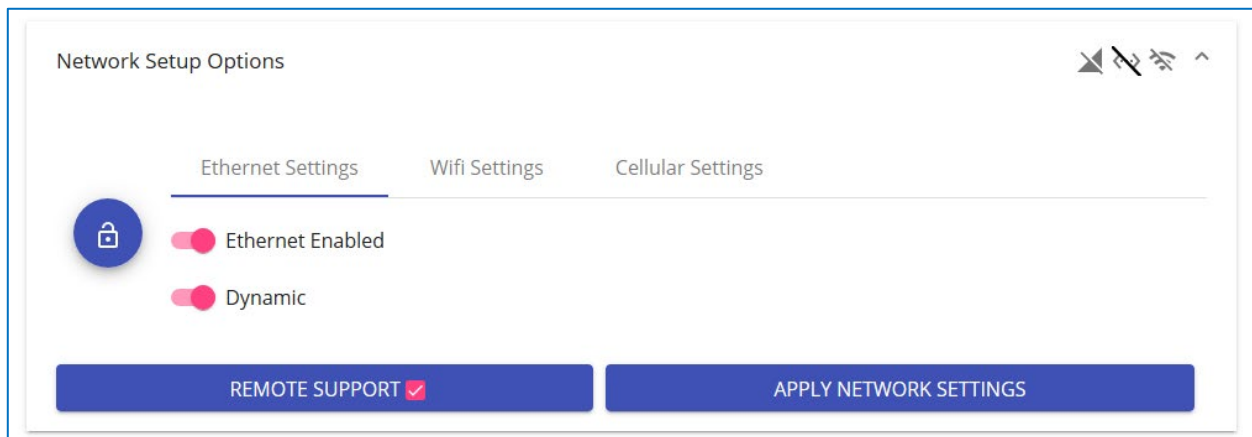 Network Setup Options
Ethernet Settings Wifi Settings Cellular Settings
Ethernet Enabled
Dynamic
REMOTE SUPPORT APPLY NETWORK SETTINGS